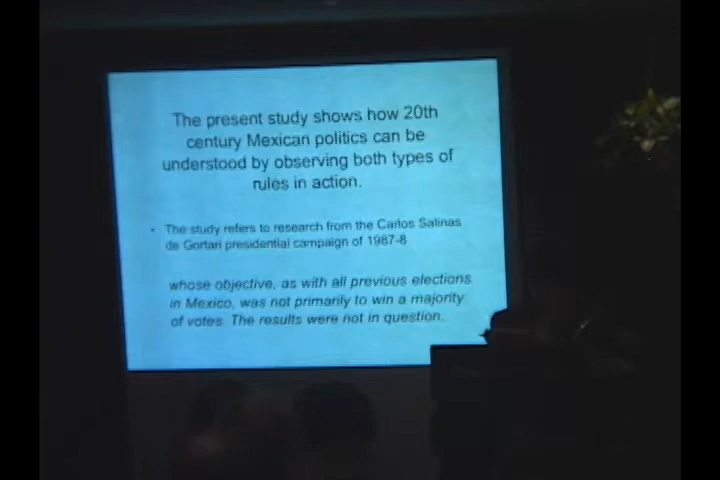 The present study shows how 20th
century Mexican politics can be
understood by observing both types of
rules in action.
• The study refers to research from the Carlos Salinas
de Gortari presidential campaign of 1987-8
whose objective, as with all previous elections
in Mexico, was not primarily to win a majority
of votes. The results were not in question.